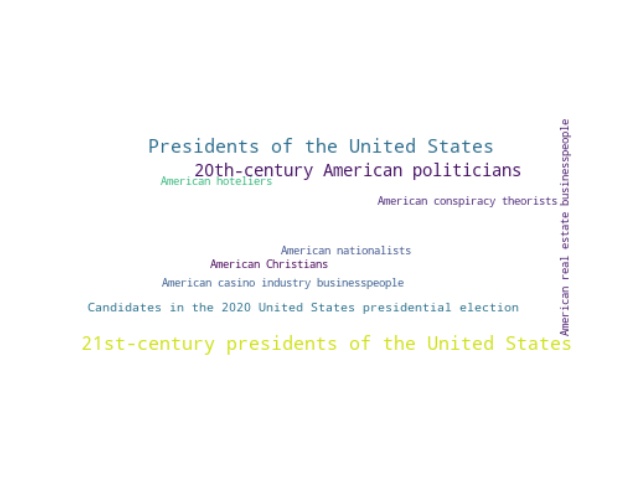 Presidents of the United States
20th-century American politicians
American hoteliers
American conspiracy theorists
American real estate businesspeople
American nationalists
American Christians
American casino industry businesspeople
Candidates in the 2020 United States presidential election
21st-century presidents of the United States